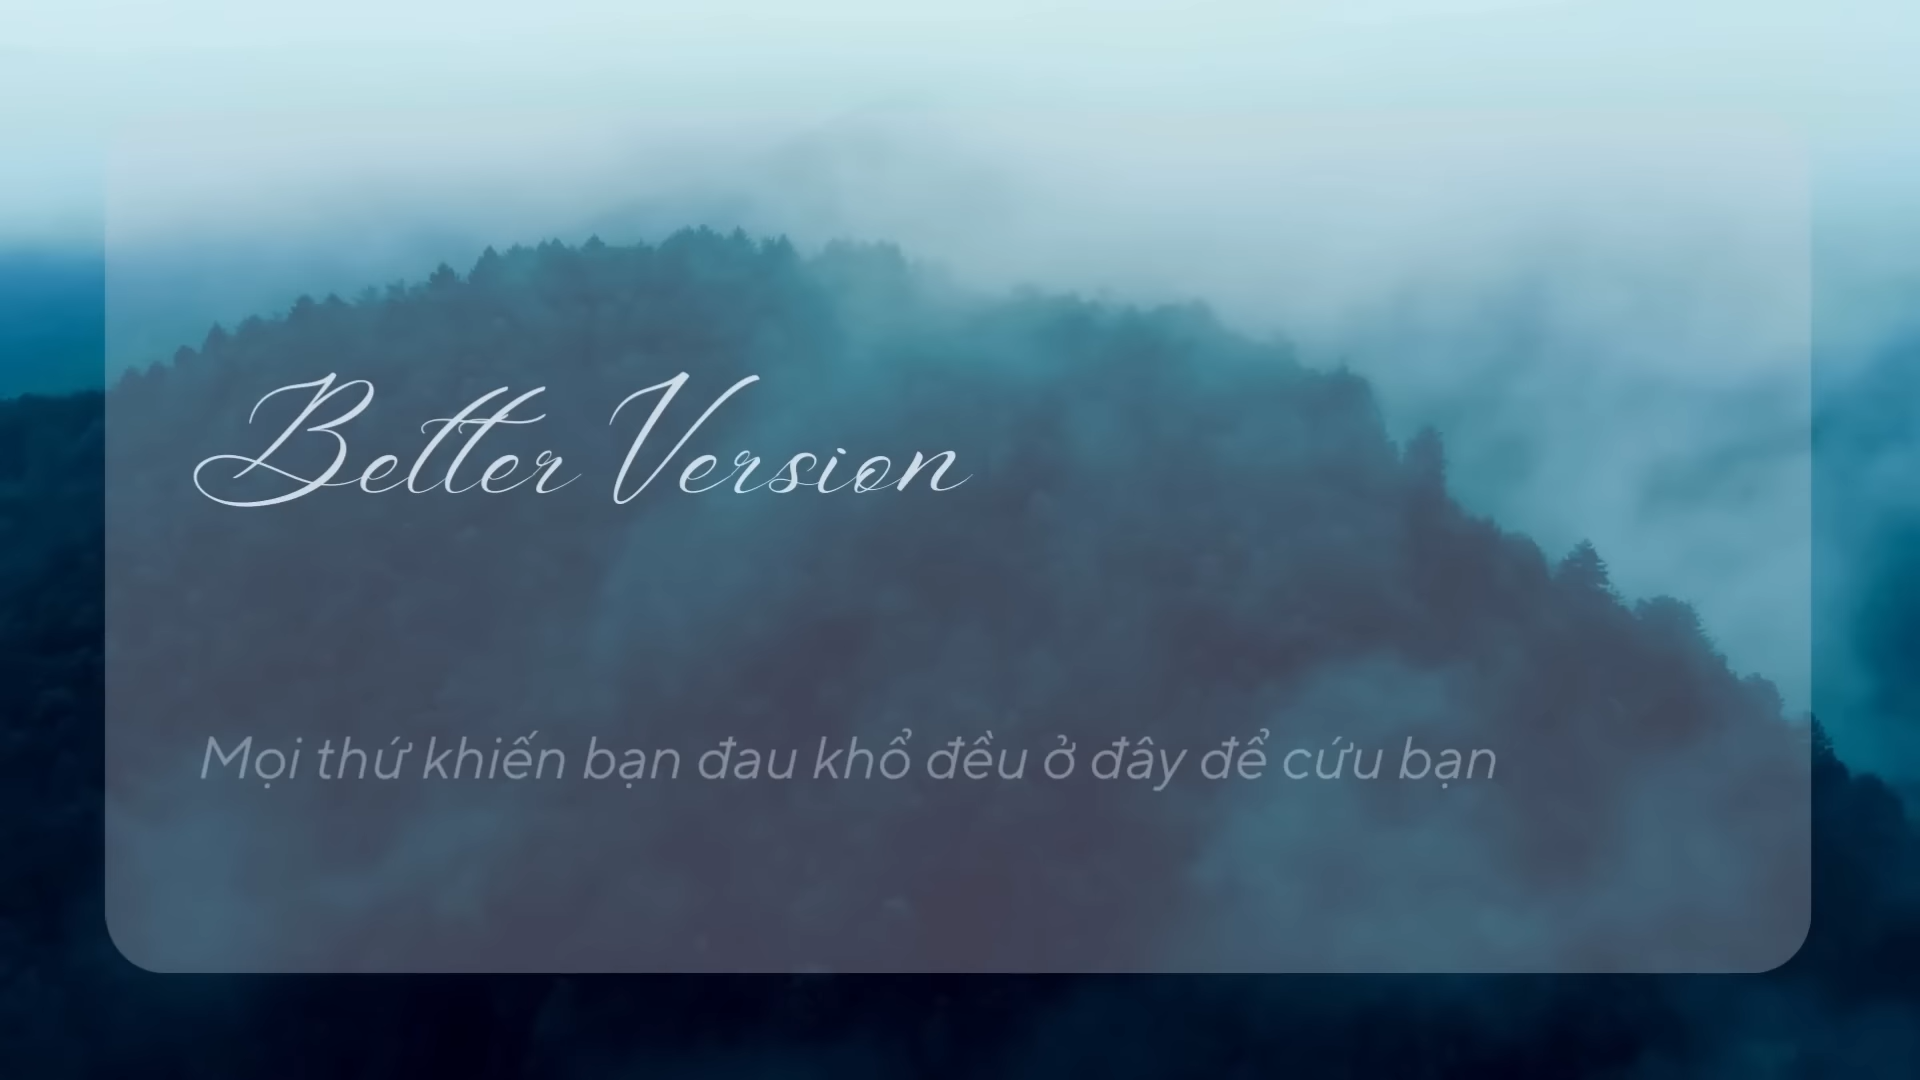 Better Version
Mọi thứ khiến bạn đau khổ đều ở đây để cứu bạn